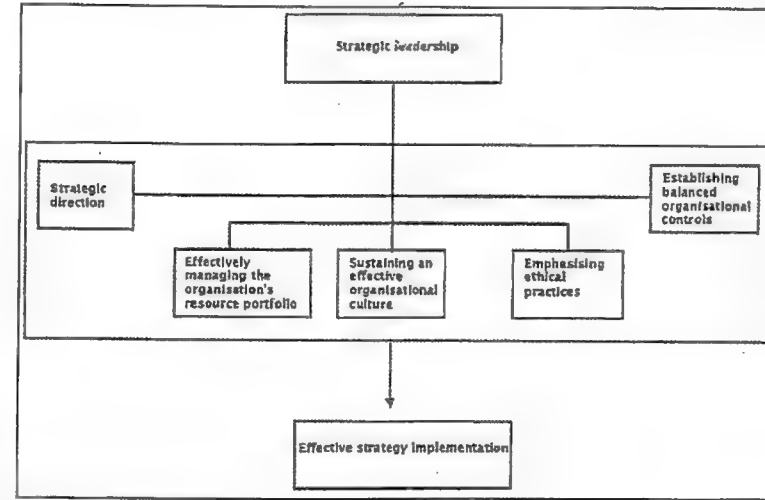 Strategic leadership
Strategic
direction
Establishing
balanced
organisational
controls
Effectively
managing the
organisation's
resource portfolio
Sustaining an
effective
organisational
culture
Emphasising
ethical
practices
Effective strategy implementation